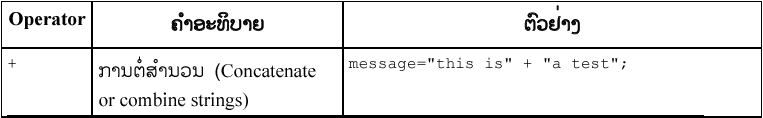 Operator ຄຳອະທິບາຍ ຕົວຢ່າງ
+ ການຕໍ່ສຳນວນ (Concatenate message="this is" + "a test";
or combine strings)